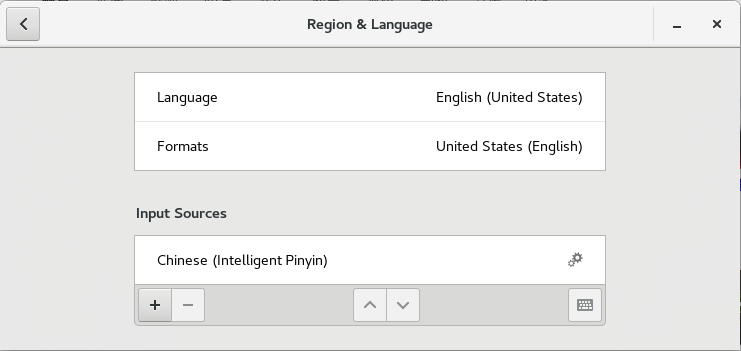 Region & Language
Language English (United States)
Formats United States (English)
Input Sources
Chinese (Intelligent Pinyin)